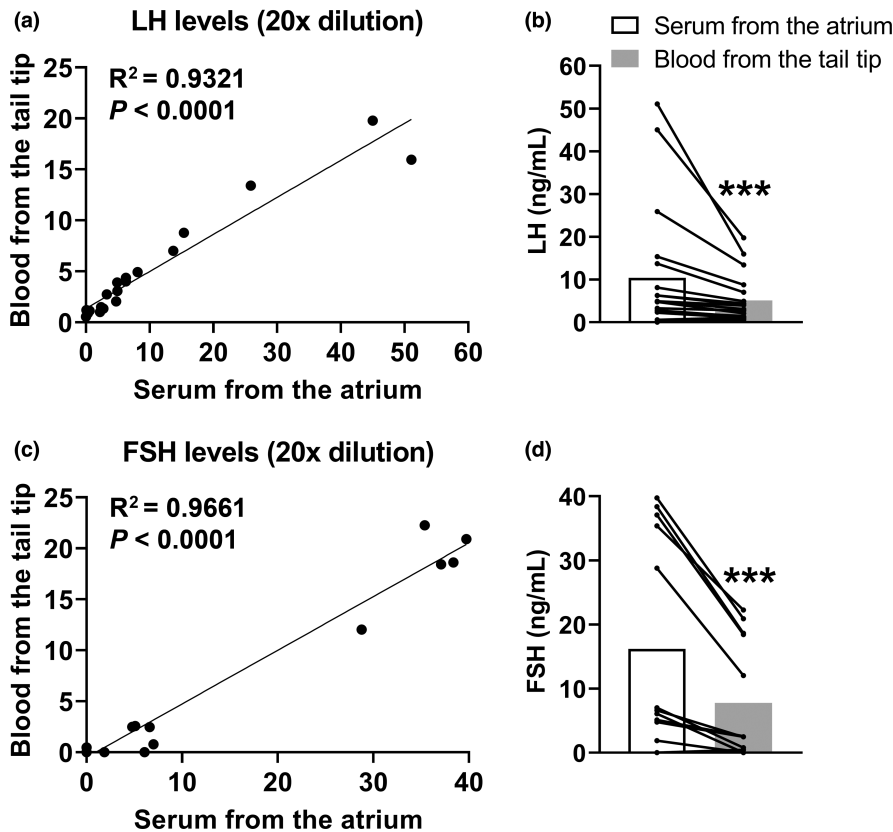 (a) LH levels (20x dilution)
Blood from the tail tip
25
20
15
10
5
0
R² = 0.9321
P < 0.0001
0 10 20 30 40 50 60
Serum from the atrium
(b)
Serum from the atrium
Blood from the tail tip
LH (ng/mL)
60
50
40
30
20
10
0
***
(c) FSH levels (20x dilution)
Blood from the tail tip
25
20
15
10
5
0
R² = 0.9661
P < 0.0001
0 10 20 30 40
Serum from the atrium
(d)
FSH (ng/mL)
40
30
20
10
0
***